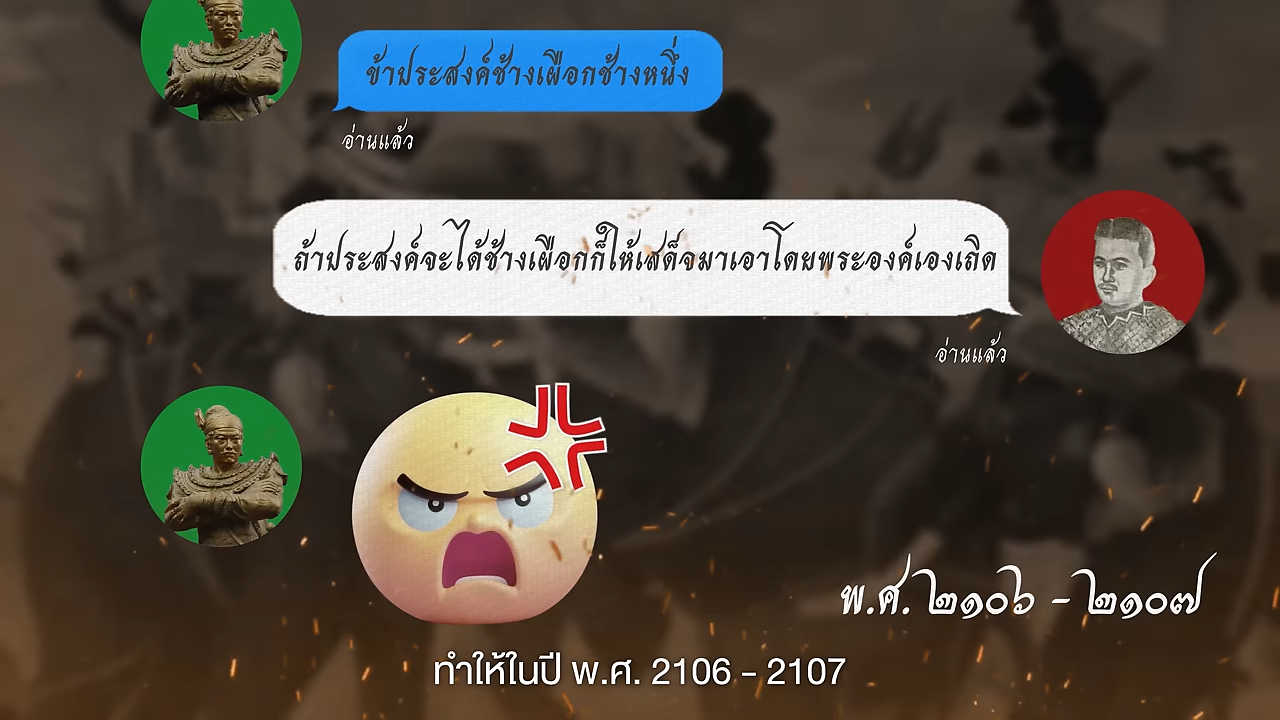 ข้าประสงค์ช้างเผือกช้างหนึ่ง
อ่านแล้ว
ถ้าประสงค์จะได้ช้างเผือกก็ให้เสด็จมาเอาโดยพระองค์เองเถิด
อ่านแล้ว
พ.ศ. ๒๑๐๖ - ๒๑๐๗
ทำให้ในปี พ.ศ. 2106 - 2107